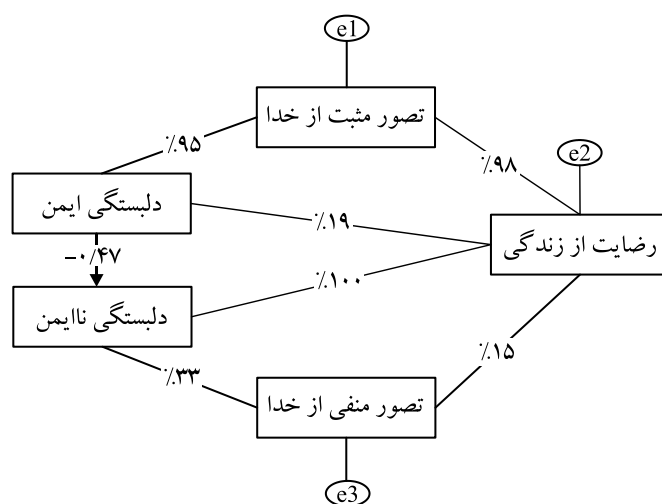 e1
تصور مثبت از خدا
٪۹۵
٪۹۸
e2
دلبستگی ایمن
٪۱۹
رضایت از زندگی
-۰/۴۷
٪۱۰۰
دلبستگی ناایمن
٪۳۳
٪۱۵
تصور منفی از خدا
e3